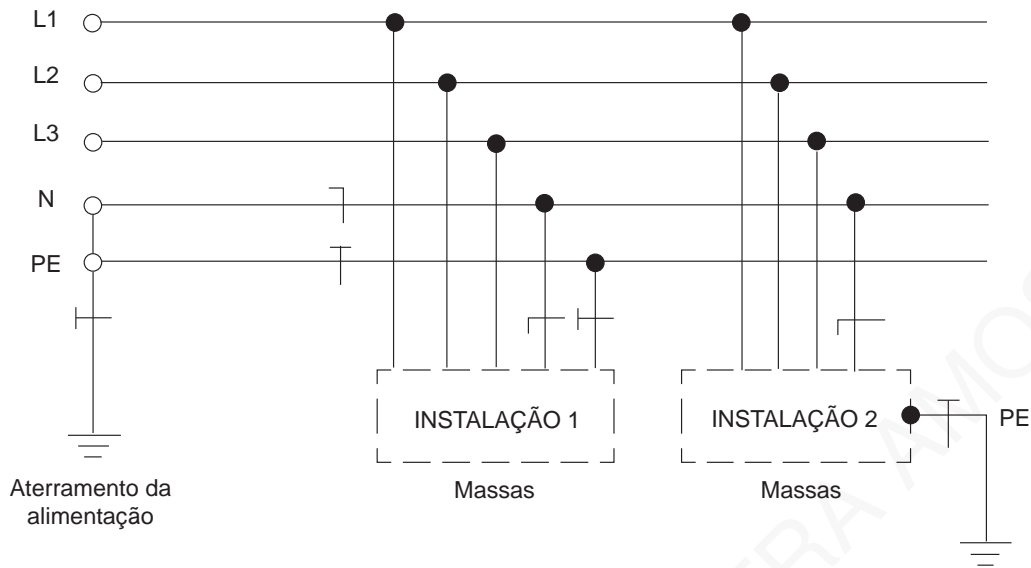 L1
L2
L3
N
PE
INSTALAÇÃO 1
INSTALAÇÃO 2
PE
Aterramento da
alimentação
Massas
Massas